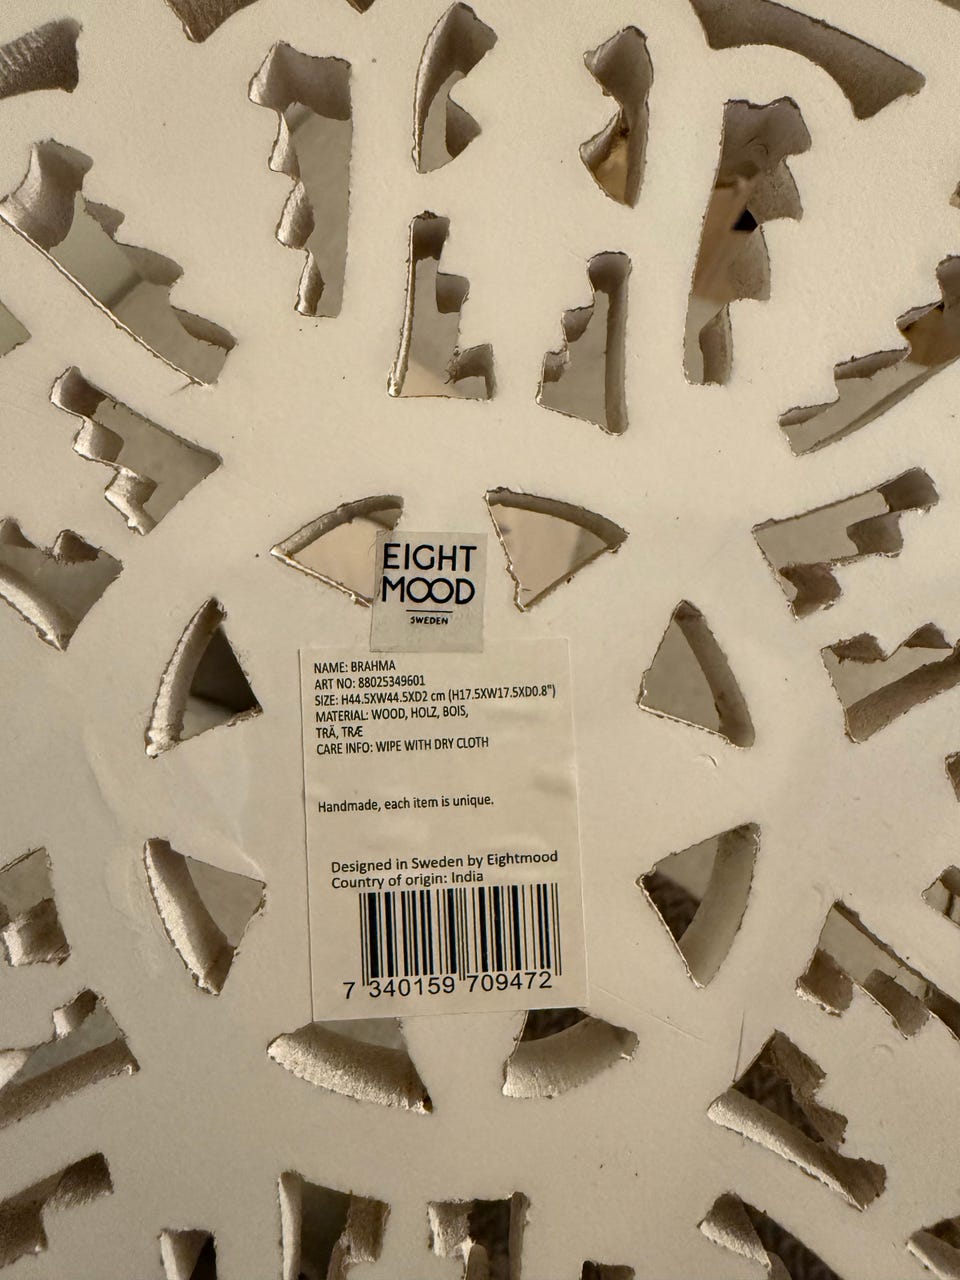 EIGHT
MOOD
SWEDEN
NAME: BRAHMA
ART NO: 88025349601
SIZE: H44.5XW44.5XD2 cm (H17.5XW17.5XD0.8")
MATERIAL: WOOD, HOLZ, BOIS,
TRÄ, TRÆ
CARE INFO: WIPE WITH DRY CLOTH
Handmade, each item is unique.
Designed in Sweden by Eightmood
Country of origin: India
7 340159 709472